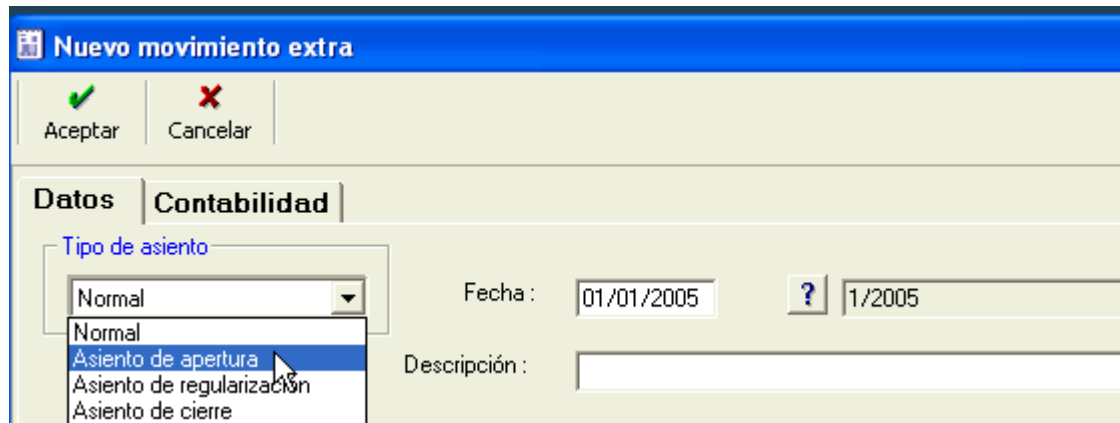 Nuevo movimiento extra
Aceptar
Cancelar
Datos
Contabilidad
Tipo de asiento
Normal
Fecha :
01/01/2005
?
1/2005
Normal
Asiento de apertura
Descripción :
Asiento de regularización
Asiento de cierre